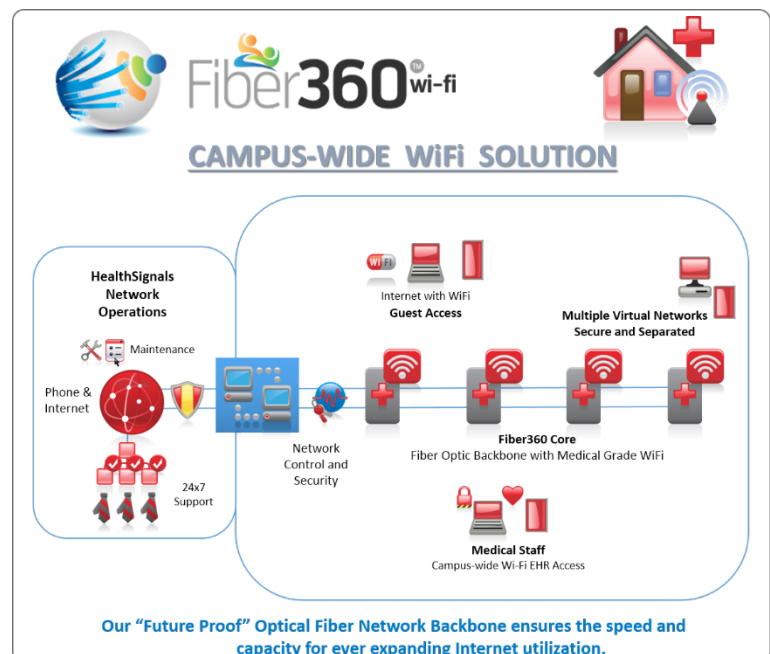 Fiber360™ wi-fi
CAMPUS-WIDE WiFi SOLUTION
HealthSignals
Network
Operations
Maintenance
Phone &
Internet
24x7
Support
Network
Control and
Security
WiFi
Internet with WiFi
Guest Access
Multiple Virtual Networks
Secure and Separated
Fiber360 Core
Fiber Optic Backbone with Medical Grade WiFi
Medical Staff
Campus-wide Wi-Fi EHR Access
Our “Future Proof” Optical Fiber Network Backbone ensures the speed and
capacity for ever expanding Internet utilization.